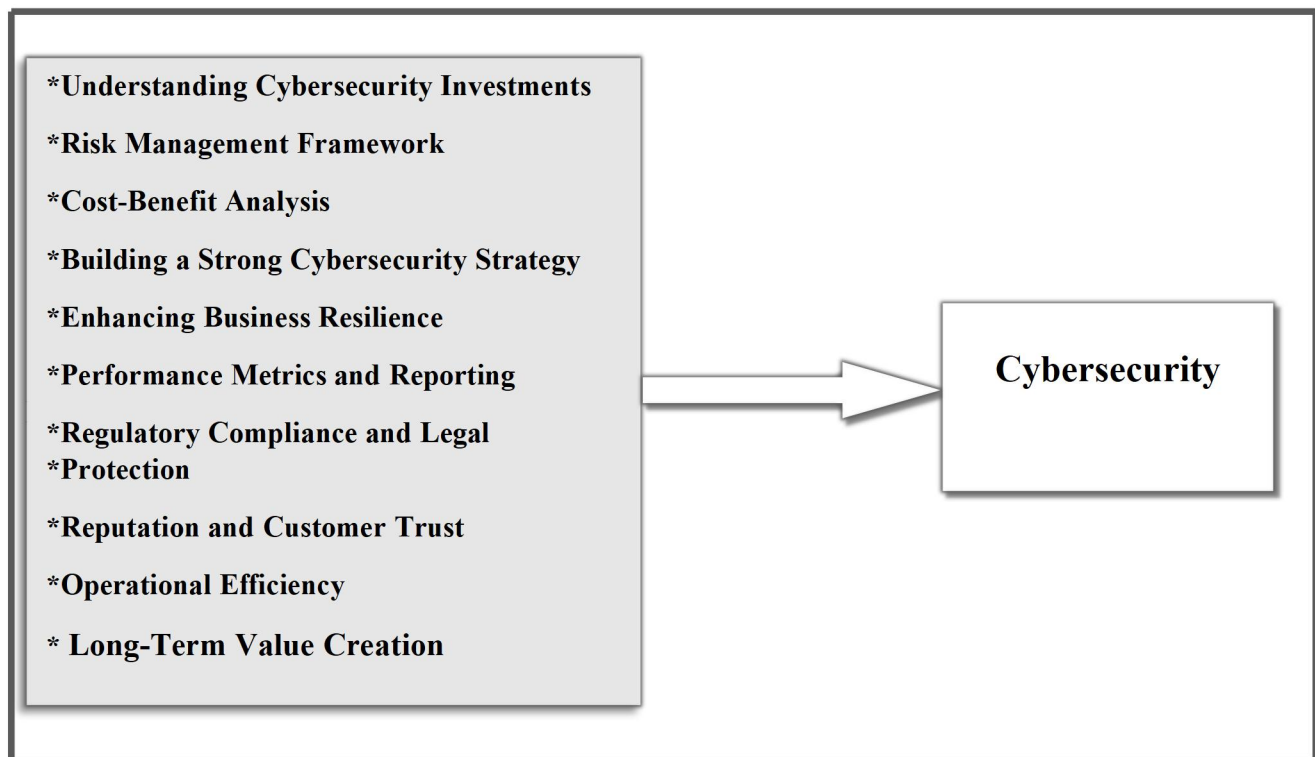 *Understanding Cybersecurity Investments
*Risk Management Framework
*Cost-Benefit Analysis
*Building a Strong Cybersecurity Strategy
*Enhancing Business Resilience
*Performance Metrics and Reporting
*Regulatory Compliance and Legal
*Protection
*Reputation and Customer Trust
*Operational Efficiency
* Long-Term Value Creation
Cybersecurity